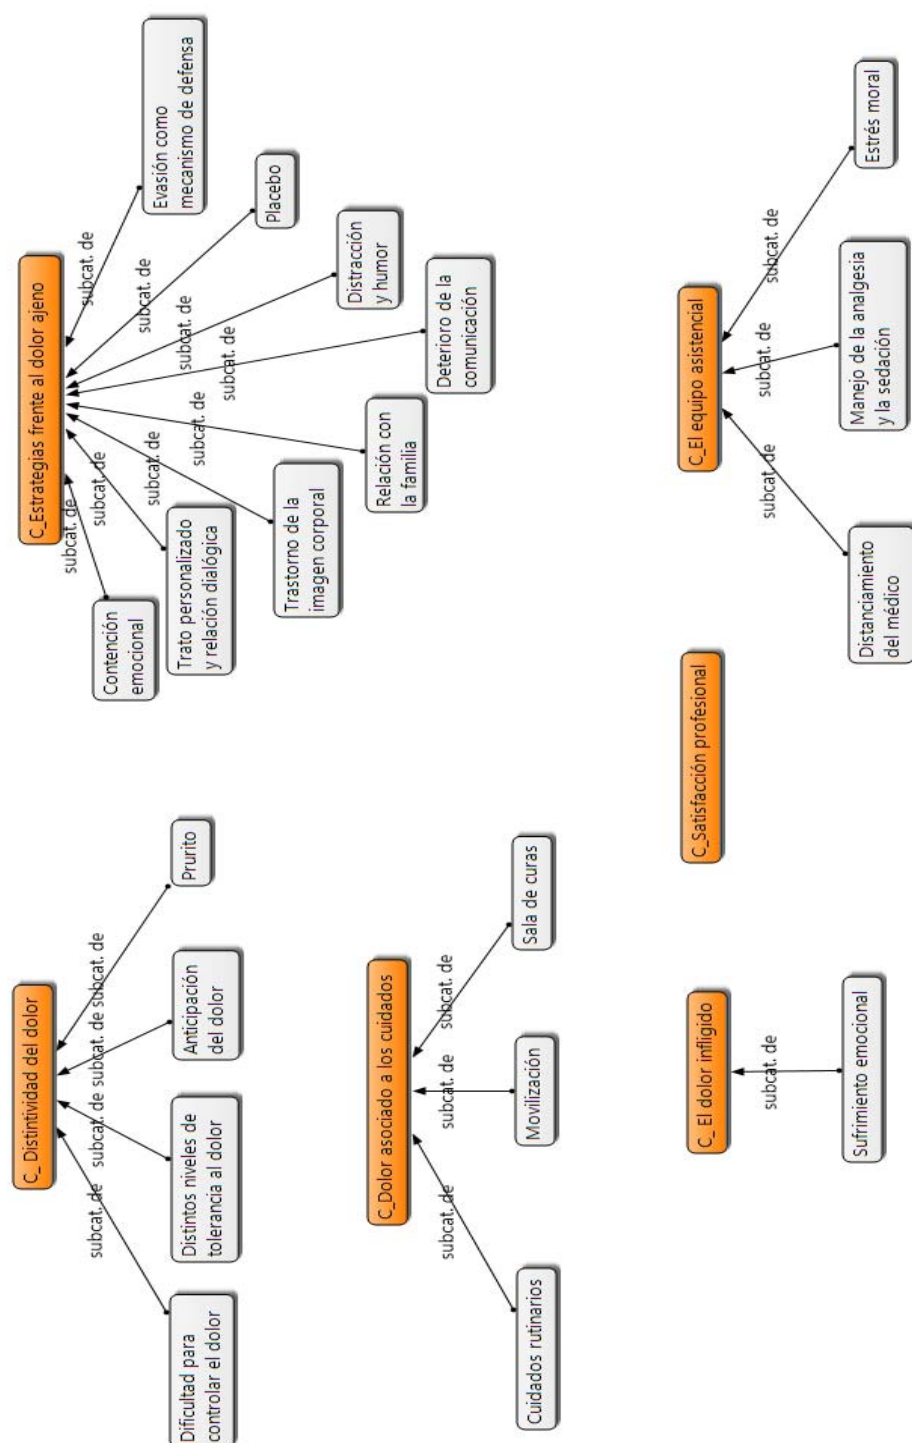 C_ Distintividad del dolor
subcat. de
subcat. de
subcat. de
subcat. de
Dificultad para
controlar el dolor
Distintos niveles de
tolerancia al dolor
Anticipación
del dolor
Prurito
C_Estrategias frente al dolor ajeno
subcat. de
subcat. de
subcat. de
subcat. de
subcat. de
subcat. de
subcat. de
subcat. de
Contención
emocional
Trato personalizado
y relación dialógica
Trastorno de la
imagen corporal
Relación con
la familia
Deterioro de la
comunicación
Distracción
y humor
Placebo
Evasión como
mecanismo de defensa
C_Dolor asociado a los cuidados
subcat. de
subcat. de
subcat. de
Cuidados rutinarios
Movilización
Sala de curas
C_ El dolor infligido
subcat. de
Sufrimiento emocional
C_Satisfacción profesional
C_El equipo asistencial
subcat. de
subcat. de
subcat. de
Distanciamiento
del médico
Manejo de la analgesia
y la sedación
Estrés moral